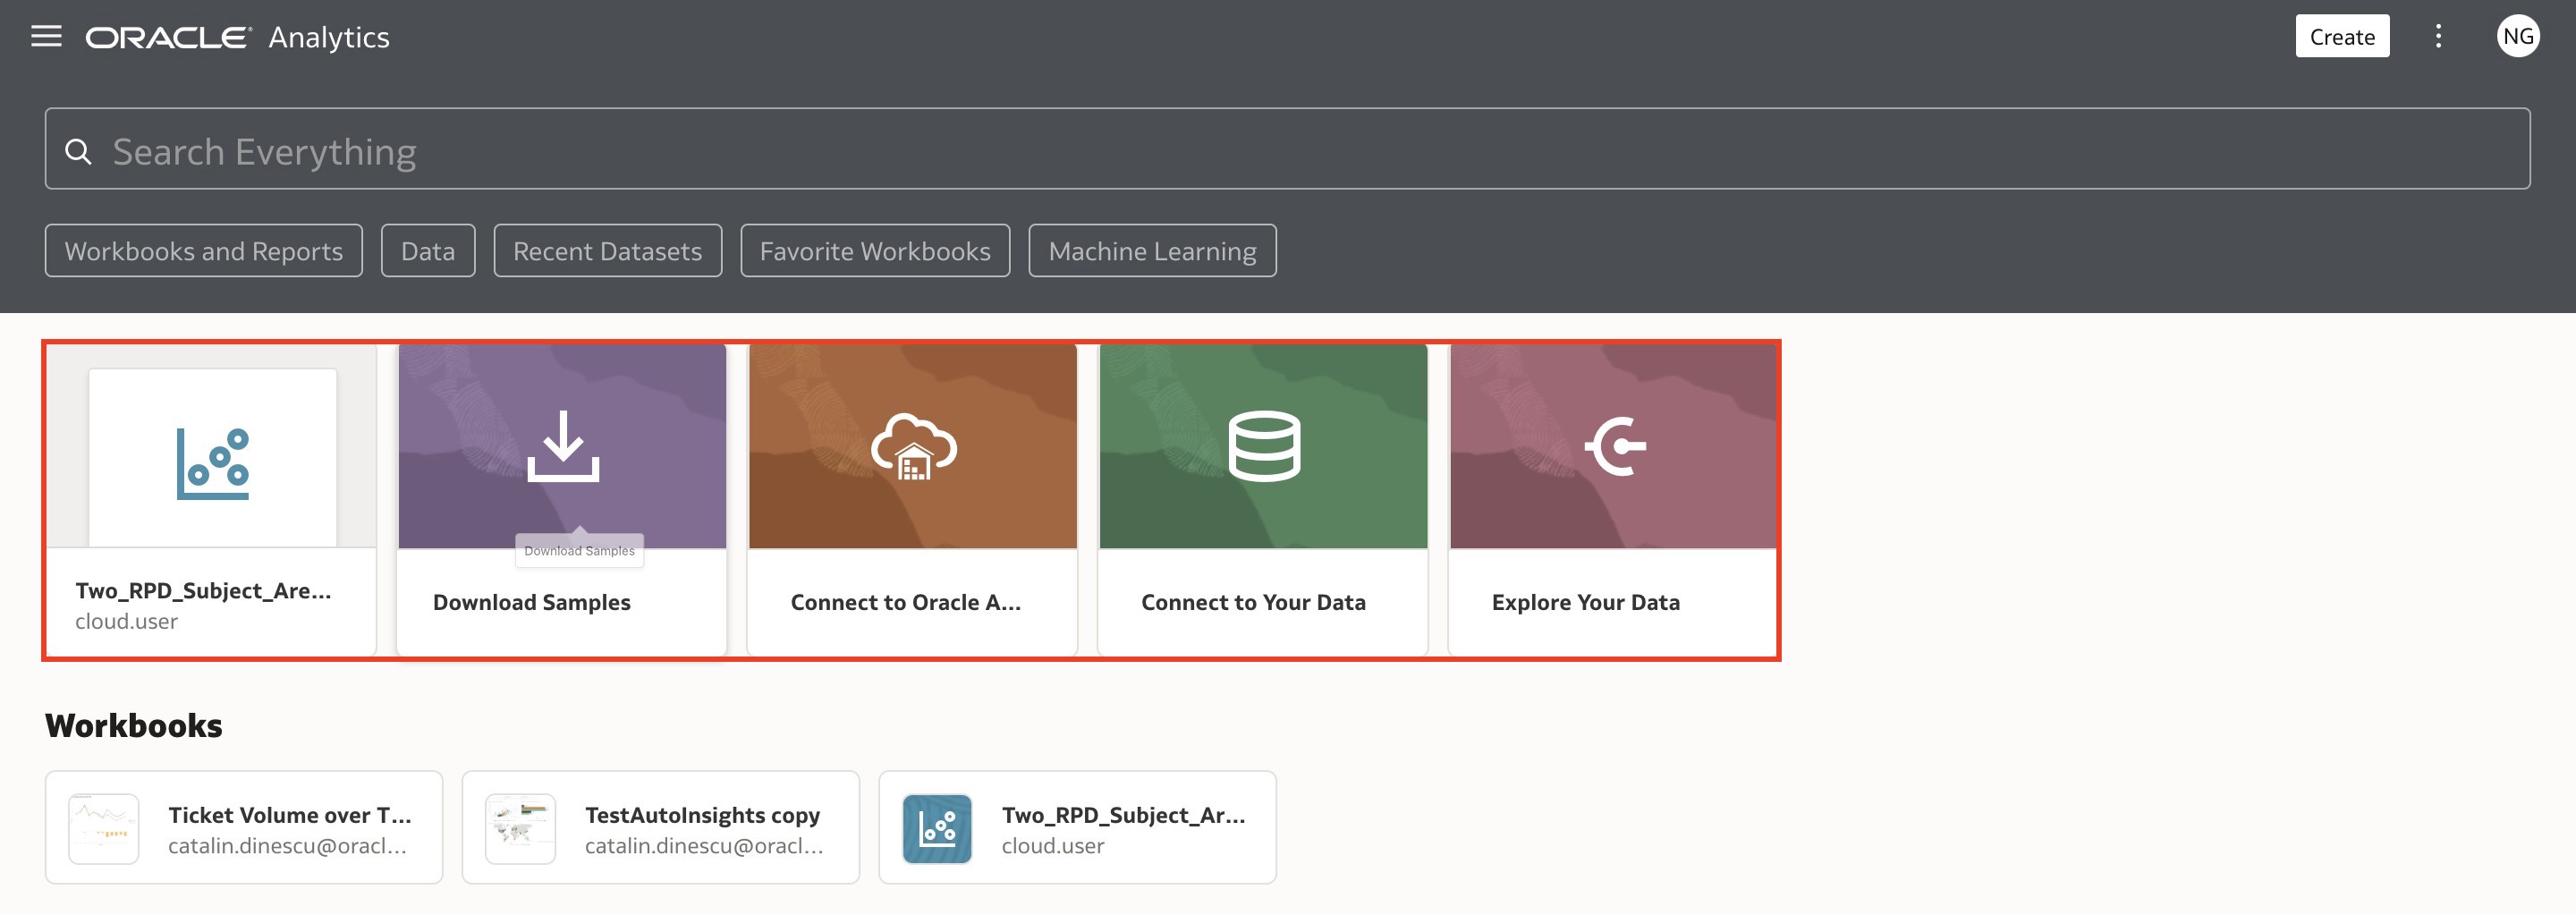 ORACLE Analytics
Create
NG
Search Everything
Workbooks and Reports
Data
Recent Datasets
Favorite Workbooks
Machine Learning
Two_RPD_Subject_Are...
cloud.user
Download Samples
Download Samples
Connect to Oracle A...
Connect to Your Data
Explore Your Data
Workbooks
Ticket Volume over T...
catalin.dinescu@oracl...
TestAutoInsights copy
catalin.dinescu@oracl...
Two_RPD_Subject_Ar...
cloud.user